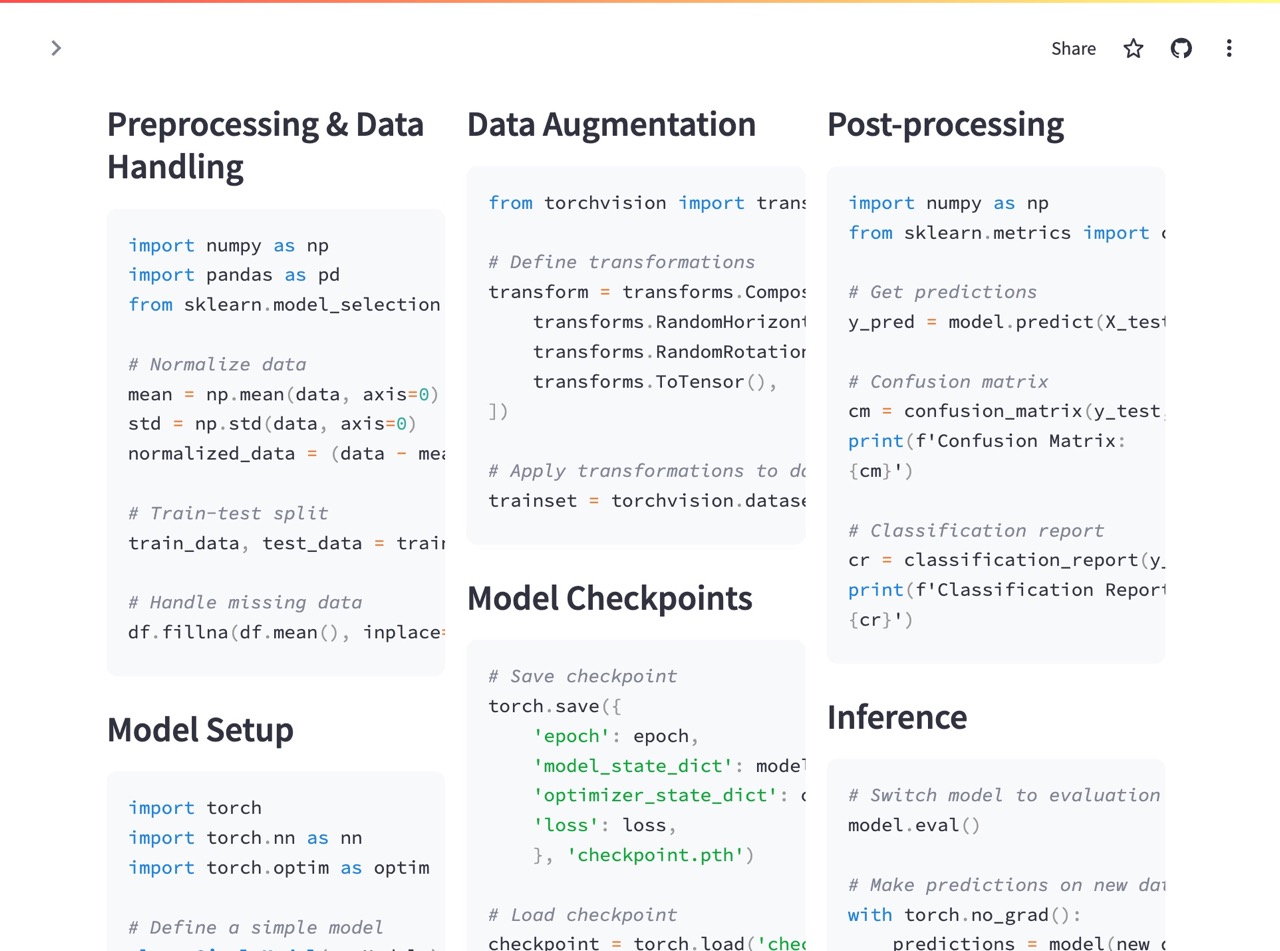 Share
Preprocessing & Data
Handling
import numpy as np
import pandas as pd
from sklearn.model_selection
# Normalize data
mean = np.mean(data, axis=0)
std = np.std(data, axis=0)
normalized_data = (data - mea
# Train-test split
train_data, test_data = train
# Handle missing data
df.fillna(df.mean(), inplace=
Model Setup
import torch
import torch.nn as nn
import torch.optim as optim
# Define a simple model
Data Augmentation
from torchvision import trans
# Define transformations
transform = transforms.Compos
    transforms.RandomHorizont
    transforms.RandomRotation
    transforms.ToTensor(),
])
# Apply transformations to da
trainset = torchvision.datase
Model Checkpoints
# Save checkpoint
torch.save({
    'epoch': epoch,
    'model_state_dict': model
    'optimizer_state_dict':
    'loss': loss,
    }, 'checkpoint.pth')
# Load checkpoint
checkpoint = torch.load('chec
Post-processing
import numpy as np
from sklearn.metrics import
# Get predictions
y_pred = model.predict(X_test
# Confusion matrix
cm = confusion_matrix(y_test,
print(f'Confusion Matrix:
{cm}')
# Classification report
cr = classification_report(y_
print(f'Classification Report
{cr}')
Inference
# Switch model to evaluation
model.eval()
# Make predictions on new dat
with torch.no_grad():
    predictions = model(new